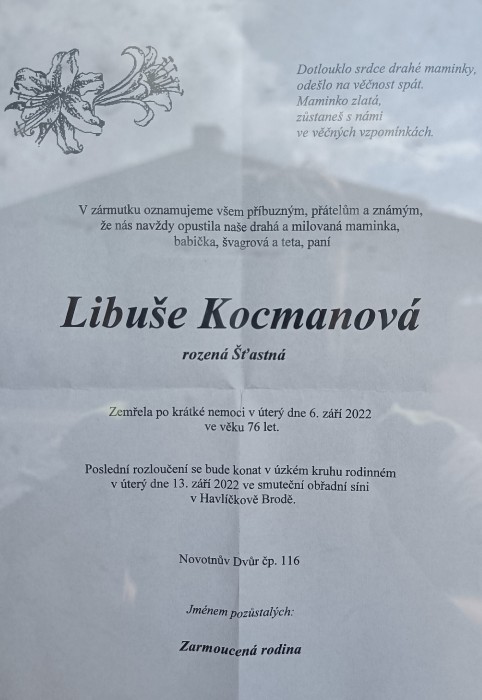 Dotlouklo srdce drahé maminky,
odešlo na věčnost spát.
Maminko zlatá,
zůstaneš s námi
ve věčných vzpomínkách.
V zármutku oznamujeme všem příbuzným, přátelům a známým,
že nás navždy opustila naše drahá a milovaná maminka,
babička, švagrová a teta, paní
Libuše Kocmanová
rozená Šťastná
Zemřela po krátké nemoci v úterý dne 6. září 2022
ve věku 76 let.
Poslední rozloučení se bude konat v úzkém kruhu rodinném
v úterý dne 13. září 2022 ve smuteční obřadní síni
v Havlíčkově Brodě.
Novotnův Dvůr čp. 116
Jménem pozůstalých:
Zarmoucená rodina